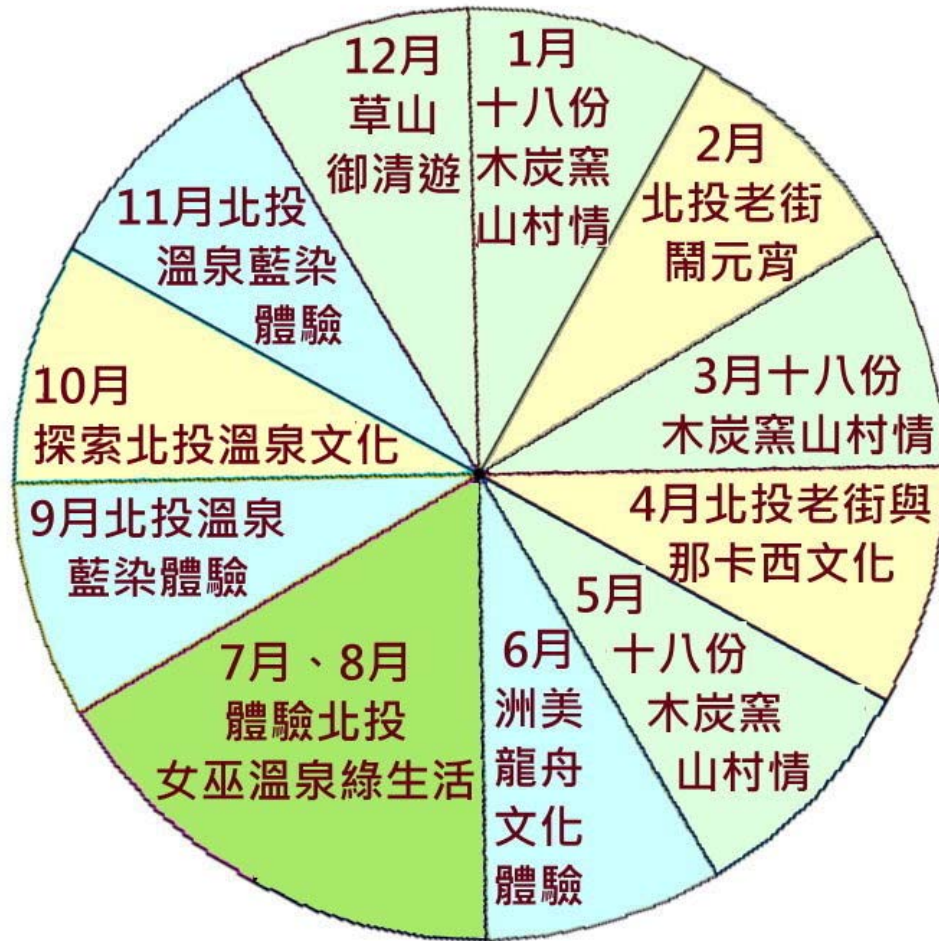 1月
十八份
木炭窯
山村情
2月
北投老街
鬧元宵
3月十八份
木炭窯山村情
4月北投老街與
那卡西文化
5月
十八份
木炭窯
山村情
6月
洲美
龍舟
文化
體驗
7月、8月
體驗北投
女巫溫泉綠生活
9月北投溫泉
藍染體驗
10月
探索北投溫泉文化
11月北投
溫泉藍染
體驗
12月
草山
御清遊